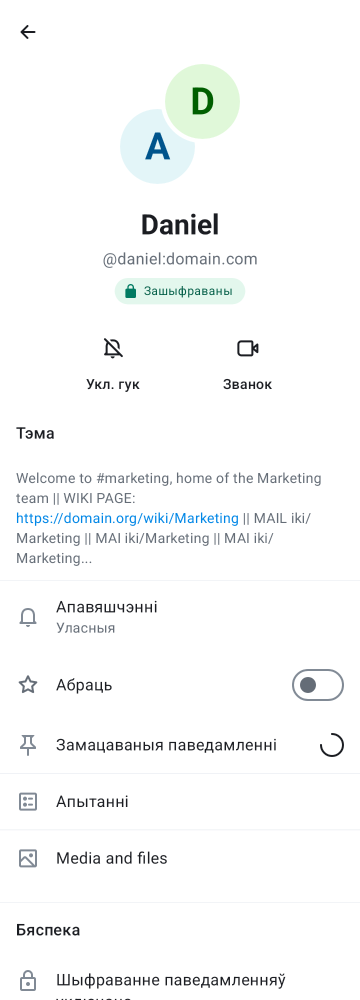 D
A
Daniel
@daniel:domain.com
Зашыфраваны
Укл. гук
Званок
Тэма
Welcome to #marketing, home of the Marketing
team || WIKI PAGE:
https://domain.org/wiki/Marketing || MAIL iki/
Marketing || MAI iki/Marketing || MAI iki/
Marketing...
Апавяшчэнні
Уласныя
Абраць
Замацаваныя паведамленні
Апытанні
Media and files
Бяспека
Шыфраванне паведамленняў